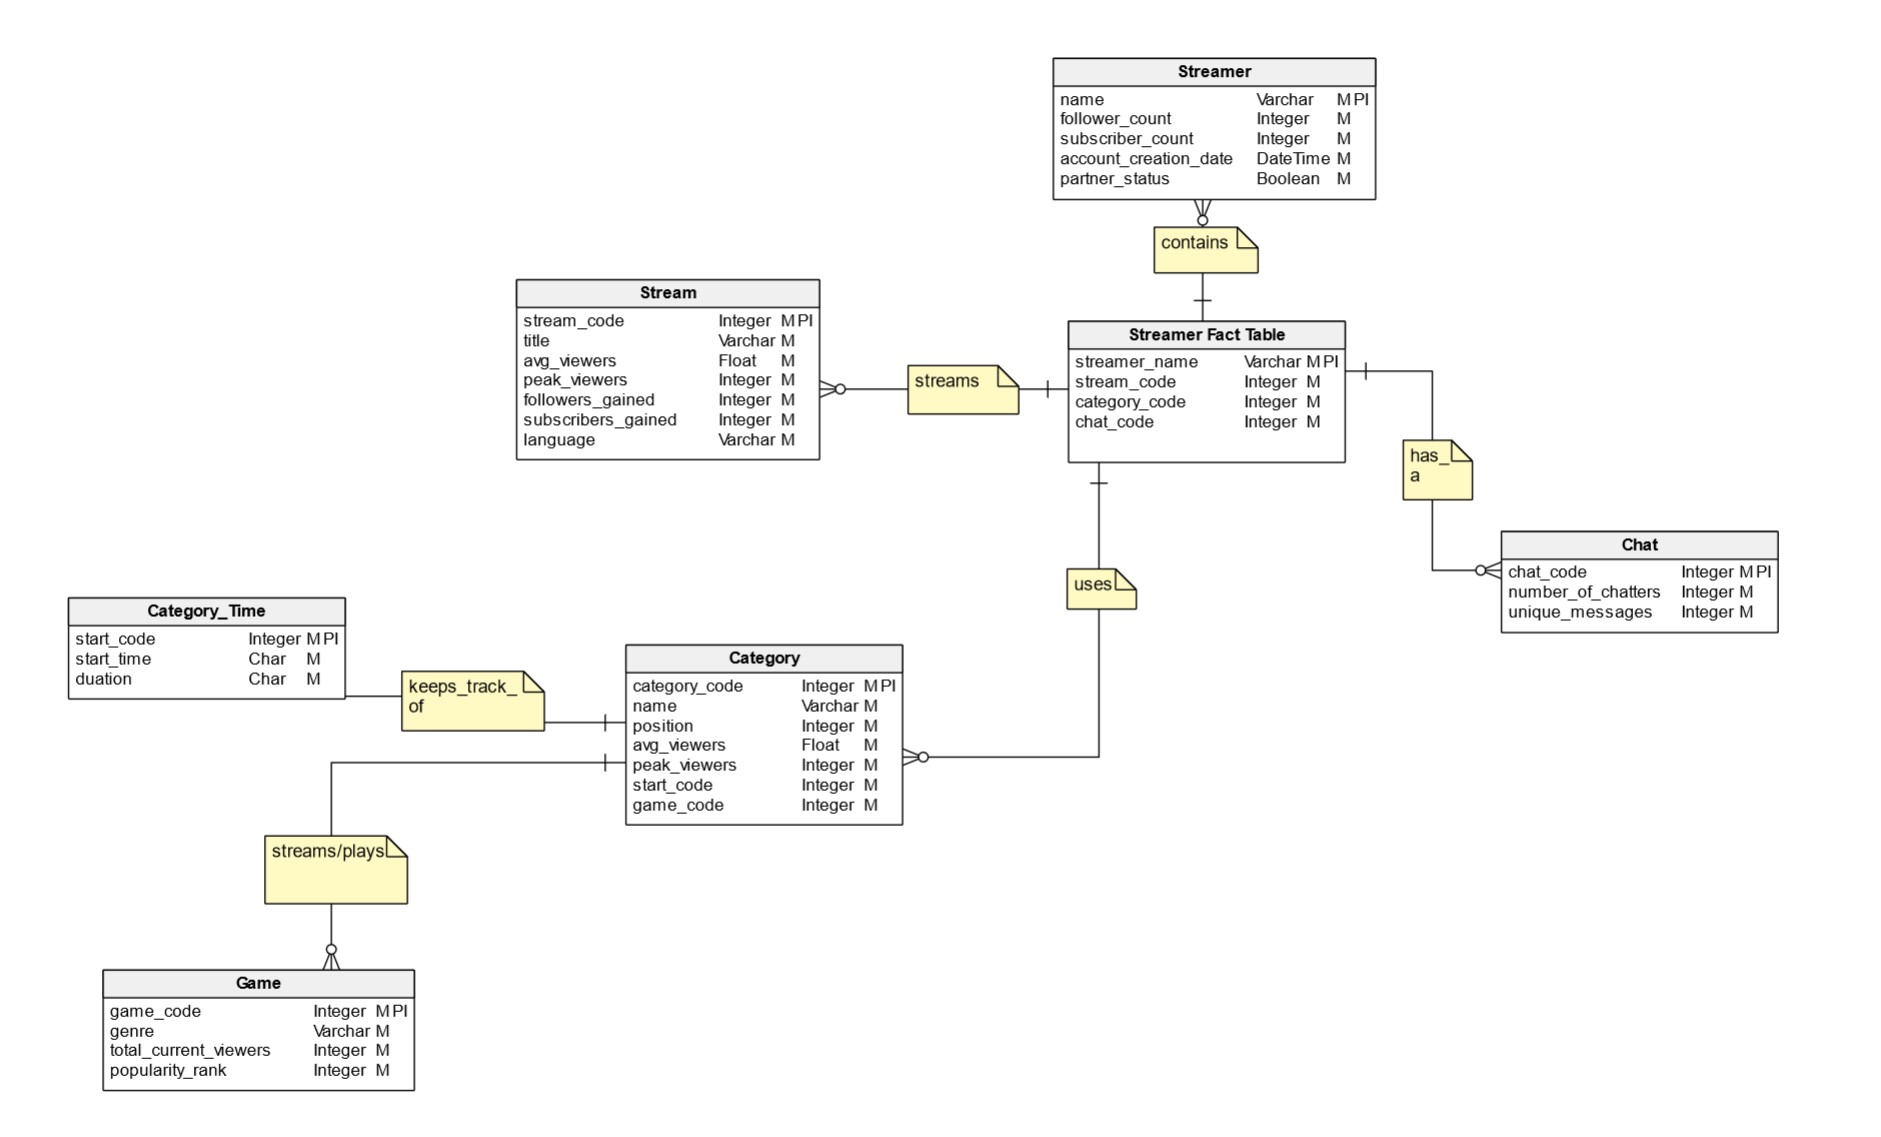 Streamer
name Varchar M PI
follower_count Integer M
subscriber_count Integer M
account_creation_date DateTime M
partner_status Boolean M
contains
Stream
stream_code Integer M PI
title Varchar M
avg_viewers Float M
peak_viewers Integer M
followers_gained Integer M
subscribers_gained Integer M
language Varchar M
streams
Streamer Fact Table
streamer_name Varchar M PI
stream_code Integer M
category_code Integer M
chat_code Integer M
has_
a
Chat
chat_code Integer M PI
number_of_chatters Integer M
unique_messages Integer M
uses
Category_Time
start_code Integer M PI
start_time Char M
duation Char M
keeps_track_
of
Category
category_code Integer M PI
name Varchar M
position Integer M
avg_viewers Float M
peak_viewers Integer M
start_code Integer M
game_code Integer M
streams/plays
Game
game_code Integer M PI
genre Varchar M
total_current_viewers Integer M
popularity_rank Integer M